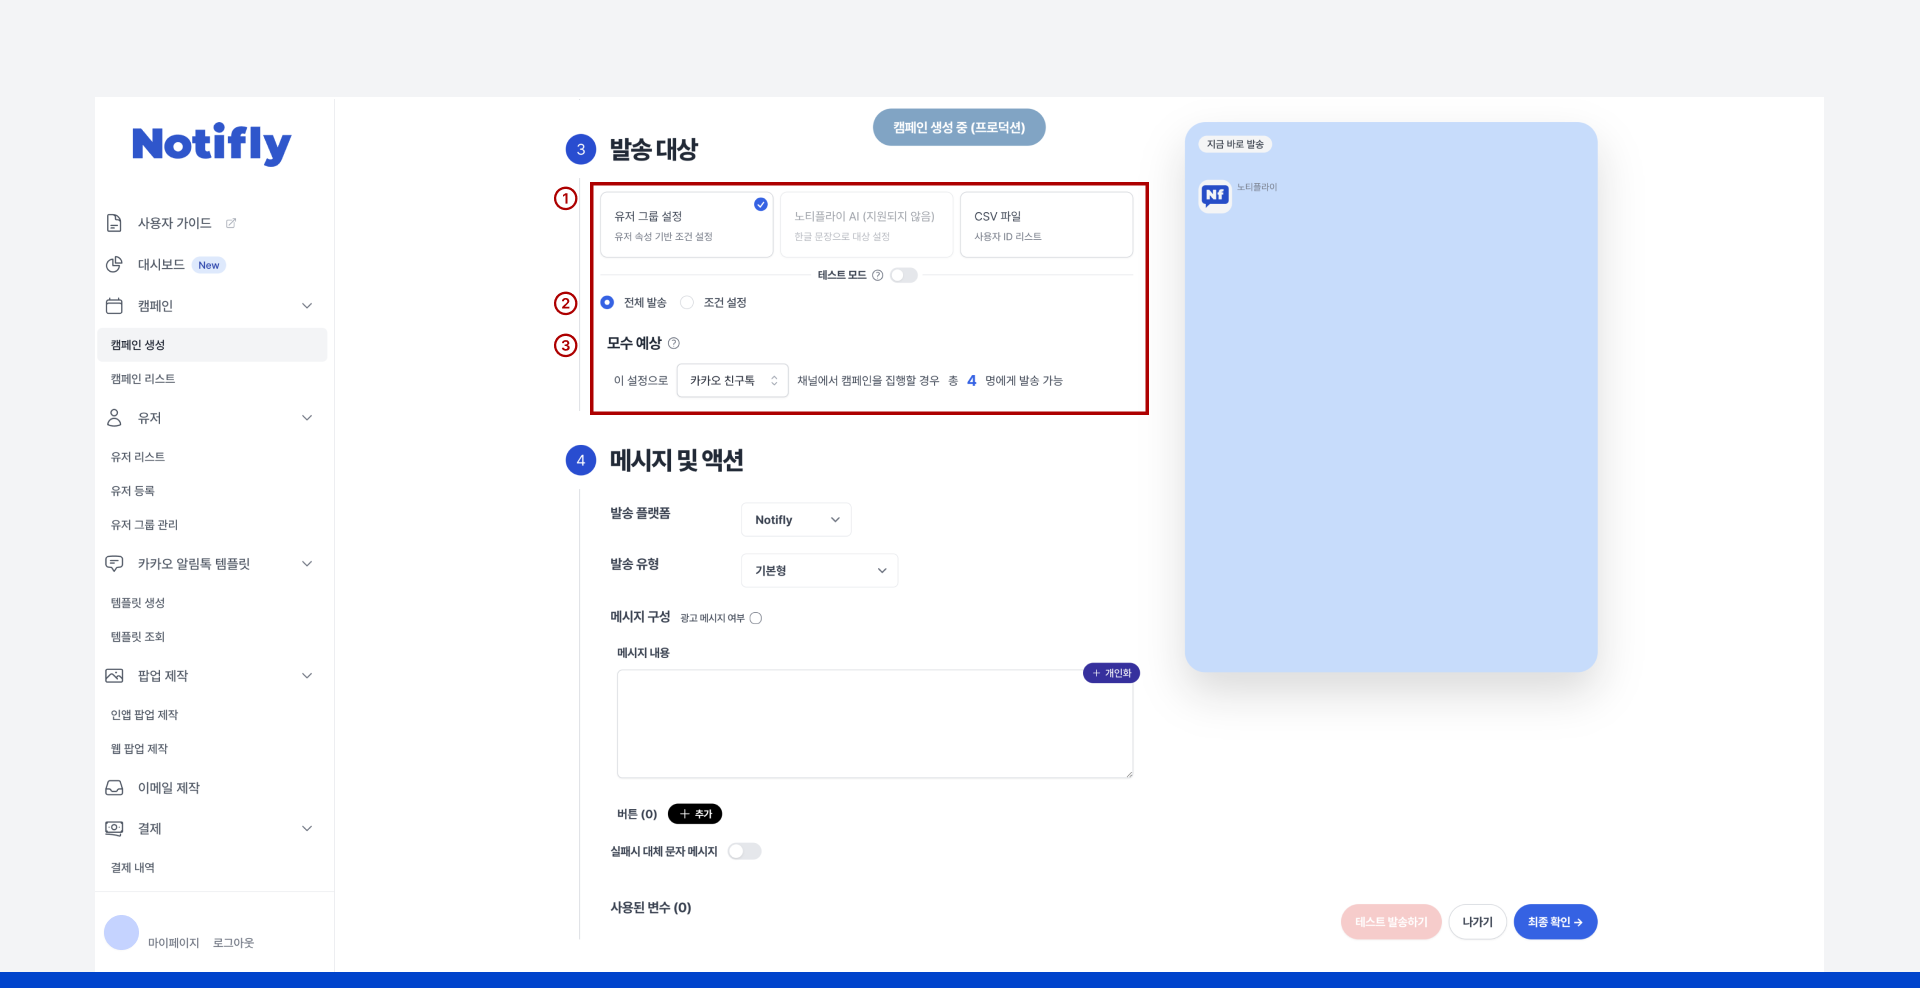 Notifly
사용자 가이드
대시보드 New
캠페인
캠페인 생성
캠페인 리스트
유저
유저 리스트
유저 등록
유저 그룹 관리
카카오 알림톡 템플릿
템플릿 생성
템플릿 조회
팝업 제작
인앱 팝업 제작
웹 팝업 제작
이메일 제작
결제
결제 내역
마이페이지 로그아웃
캠페인 생성 중 (프로덕션)
3 발송 대상
1
유저 그룹 설정
유저 속성 기반 조건 설정
노티플라이 AI (지원되지 않음)
한글 문장으로 대상 설정
CSV 파일
사용자 ID 리스트
테스트 모드 ?
2 전체 발송 조건 설정
3 모수 예상 ?
이 설정으로 카카오 친구톡 채널에서 캠페인을 집행할 경우 총 4 명에게 발송 가능
4 메시지 및 액션
발송 플랫폼 Notifly
발송 유형 기본형
메시지 구성 광고 메시지 여부
메시지 내용
+ 개인화
버튼 (0) + 추가
실패시 대체 문자 메시지
사용된 변수 (0)
지금 바로 발송
Nf 노티플라이
테스트 발송하기 나가기 최종 확인 →